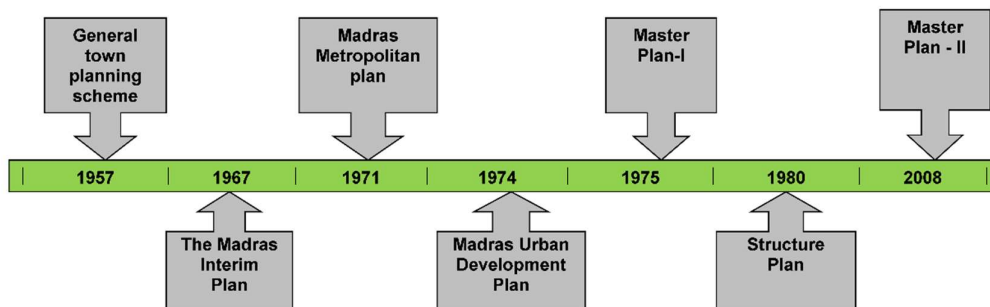 General
town
planning
scheme
Madras
Metropolitan
plan
Master
Plan-I
Master
Plan - II
1957
1967
1971
1974
1975
1980
2008
The Madras
Interim
Plan
Madras Urban
Development
Plan
Structure
Plan